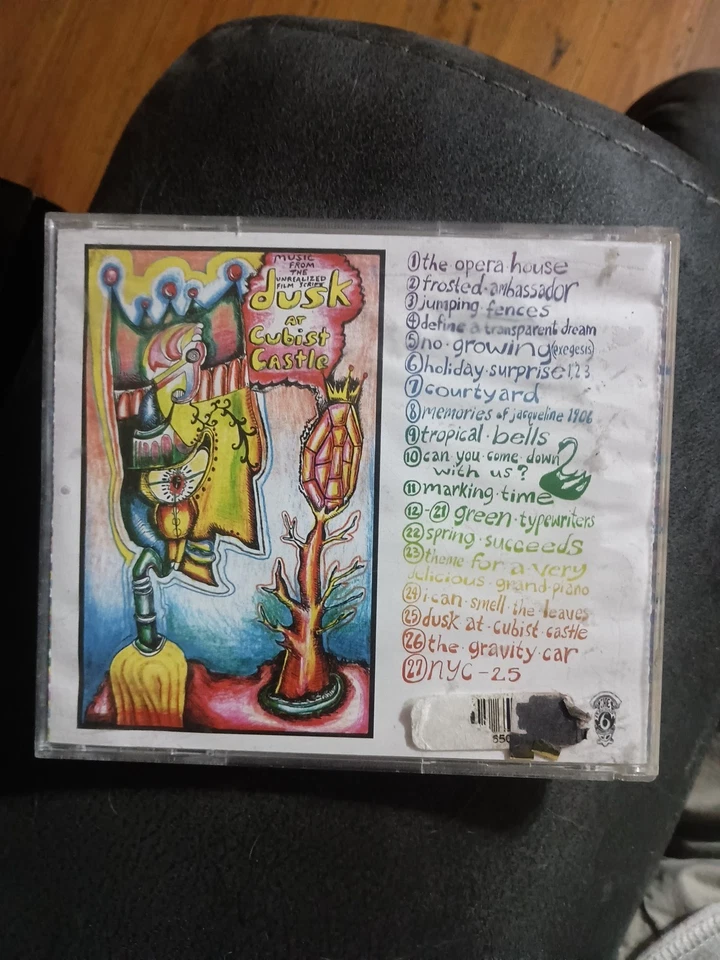 MUSIC
FROM
THE
UNREALIZED
FILM SCRIPT
dusk
AT
Cubist
Castle
① the · opera · house
② frosted · ambassador
③ jumping · fences
④ define a transparent dream
⑤ no · growing (exegesis)
⑥ holiday · surprise 1,2,3
⑦ courtyard
⑧ memories of jacqueline 1906
⑨ tropical · bells
⑩ can you · come · down
with us?
⑪ marking · time
⑫-㉑ green · typewriters
㉒ spring · succeeds
㉓ theme for · a · very
delicious · grand · piano
㉔ i · can · smell · the · leaves
㉕ dusk at · cubist · castle
㉖ the · gravity · car
㉗ NYC - 25
6